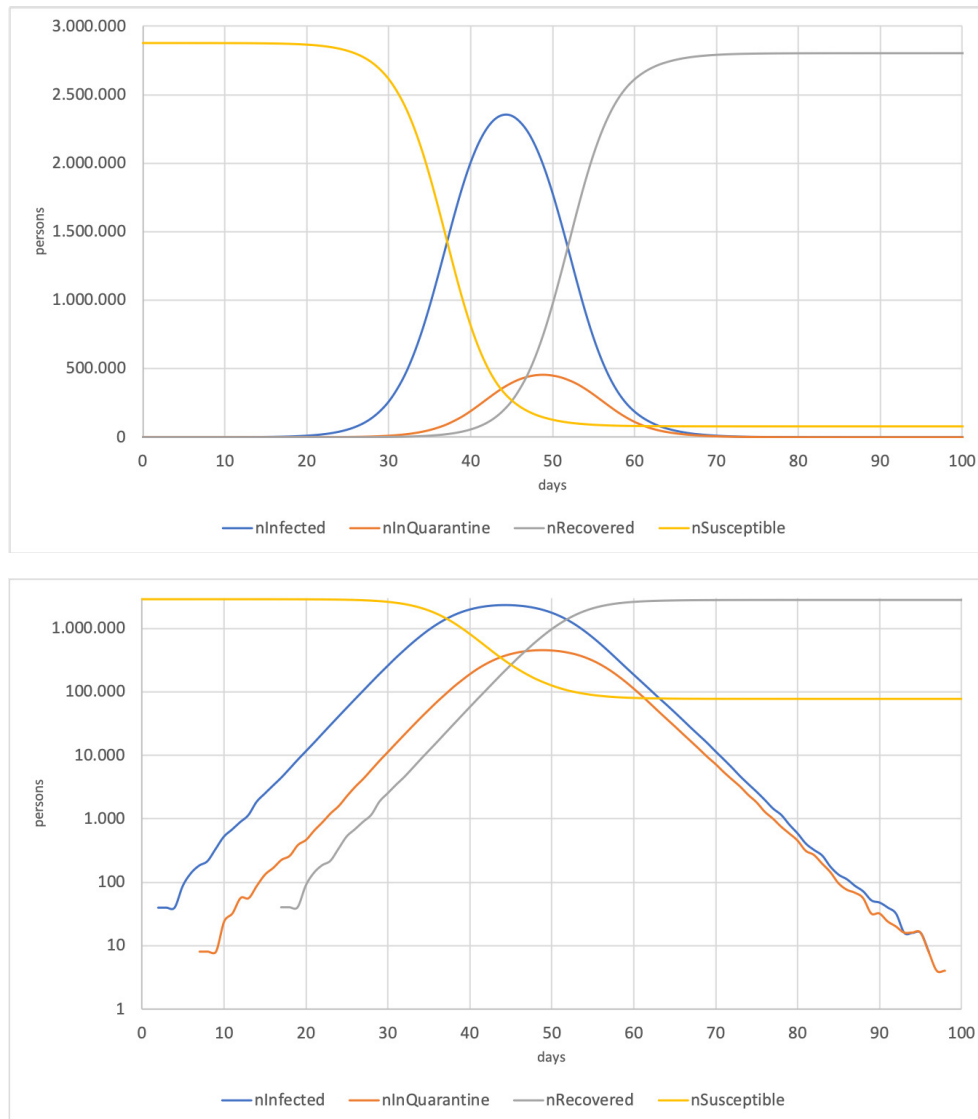 3.000.000
2.500.000
2.000.000
1.500.000
1.000.000
500.000
0
persons
0 10 20 30 40 50 60 70 80 90 100
days
nInfected nInQuarantine nRecovered nSusceptible
1.000.000
100.000
10.000
1.000
100
10
1
persons
0 10 20 30 40 50 60 70 80 90 100
days
nInfected nInQuarantine nRecovered nSusceptible